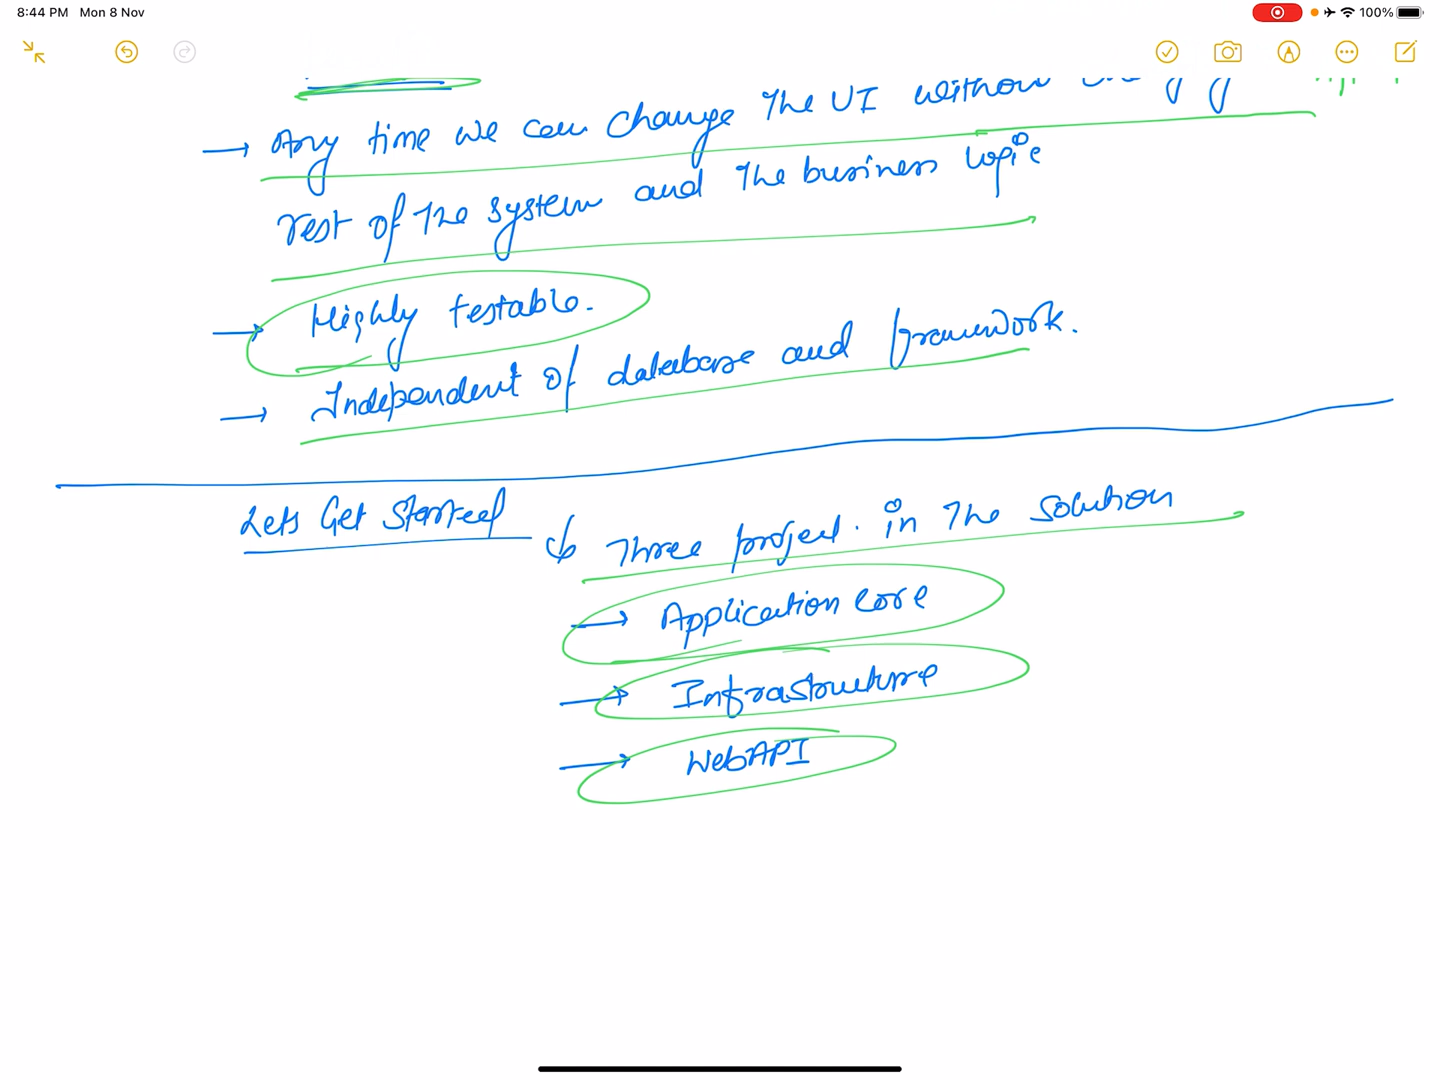 8:44 PM Mon 8 Nov
100%
→ Any time we can change The UI without
rest of The system and The business logic
→ Highly testable.
→ Independent of database and framework.
Lets Get Started
Three project. in The solution
→ Application Core
→ Infrastructure
→ WebAPI